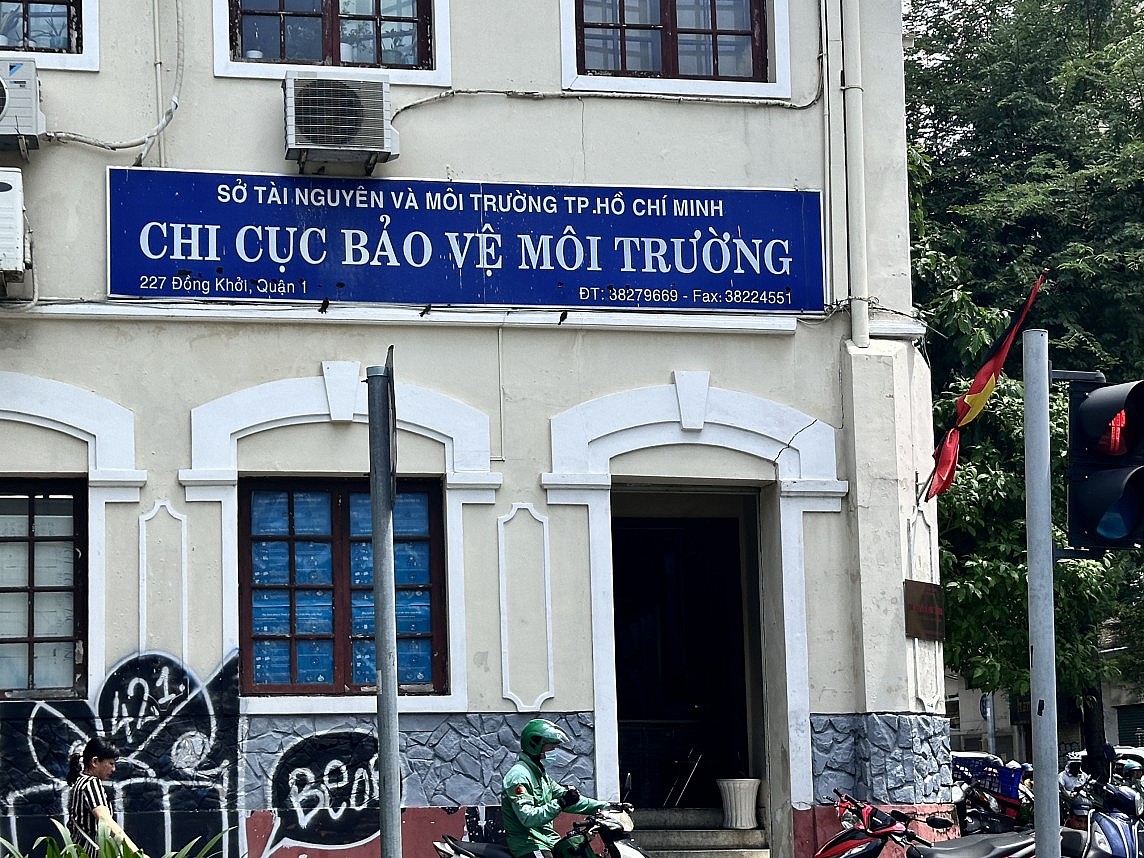 SỞ TÀI NGUYÊN VÀ MÔI TRƯỜNG TP.HỒ CHÍ MINH
CHI CỤC BẢO VỆ MÔI TRƯỜNG
227 Đồng Khởi, Quận 1
ĐT: 38279669 - Fax: 38224551
421.